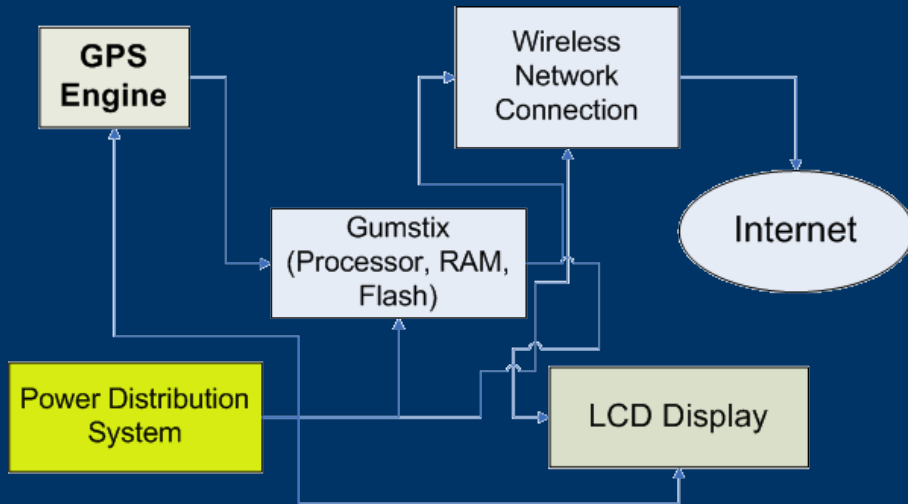 GPS
Engine
Wireless
Network
Connection
Gumstix
(Processor, RAM,
Flash)
Internet
Power Distribution
System
LCD Display